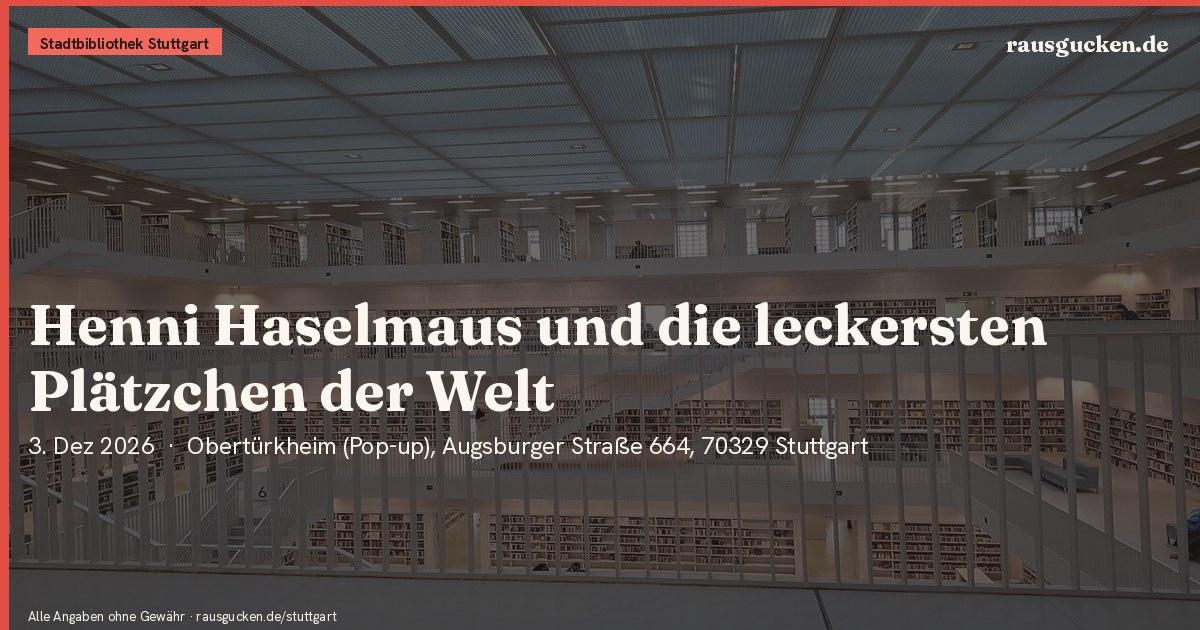 Stadtbibliothek Stuttgart
rausgucken.de
Henni Haselmaus und die leckersten
Plätzchen der Welt
3. Dez 2026 · Obertürkheim (Pop-up), Augsburger Straße 664, 70329 Stuttgart
6
Alle Angaben ohne Gewähr · rausgucken.de/stuttgart